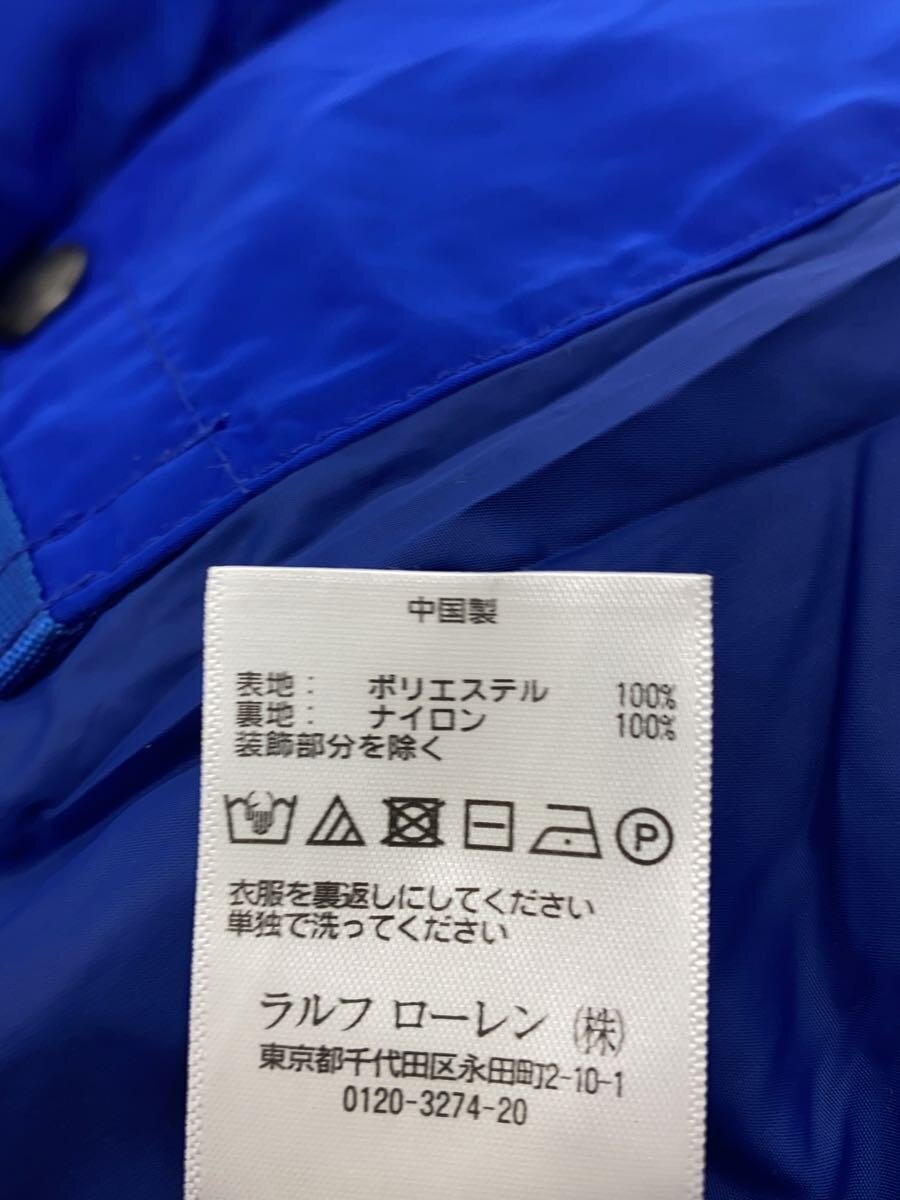 中国製
表地： ポリエステル 100%
裏地： ナイロン 100%
装飾部分を除く
P
衣服を裏返しにしてください
単独で洗ってください
ラルフ ローレン ㈱
東京都千代田区永田町2-10-1
0120-3274-20